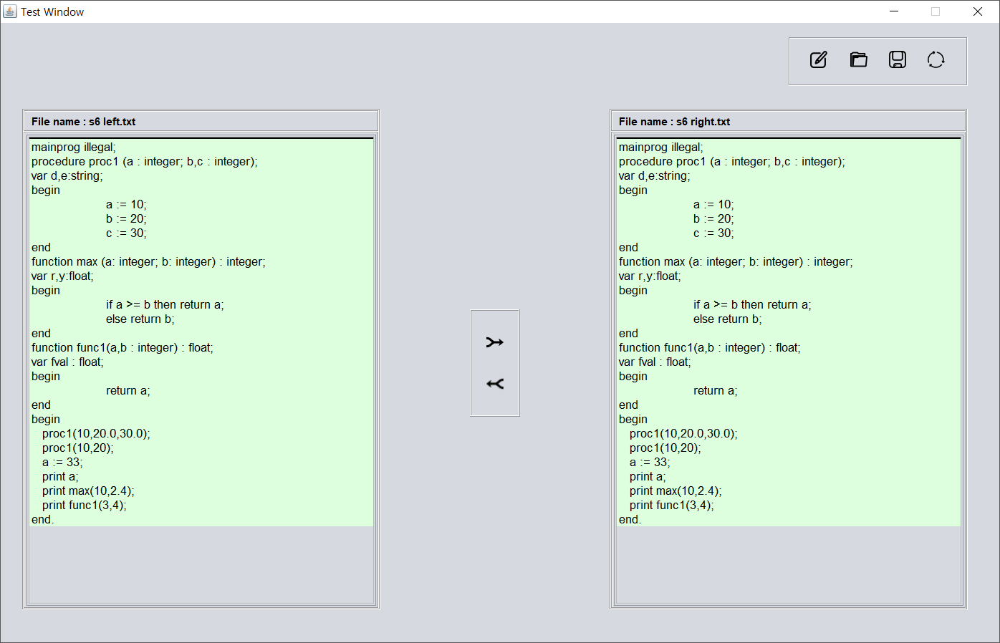 Test Window
File name : s6 left.txt
mainprog illegal;
procedure proc1 (a : integer; b,c : integer);
var d,e:string;
begin
a := 10;
b := 20;
c := 30;
end
function max (a: integer; b: integer) : integer;
var r,y:float;
begin
if a >= b then return a;
else return b;
end
function func1(a,b : integer) : float;
var fval : float;
begin
return a;
end
begin
proc1(10,20.0,30.0);
proc1(10,20);
a := 33;
print a;
print max(10,2.4);
print func1(3,4);
end.
File name : s6 right.txt
mainprog illegal;
procedure proc1 (a : integer; b,c : integer);
var d,e:string;
begin
a := 10;
b := 20;
c := 30;
end
function max (a: integer; b: integer) : integer;
var r,y:float;
begin
if a >= b then return a;
else return b;
end
function func1(a,b : integer) : float;
var fval : float;
begin
return a;
end
begin
proc1(10,20.0,30.0);
proc1(10,20);
a := 33;
print a;
print max(10,2.4);
print func1(3,4);
end.